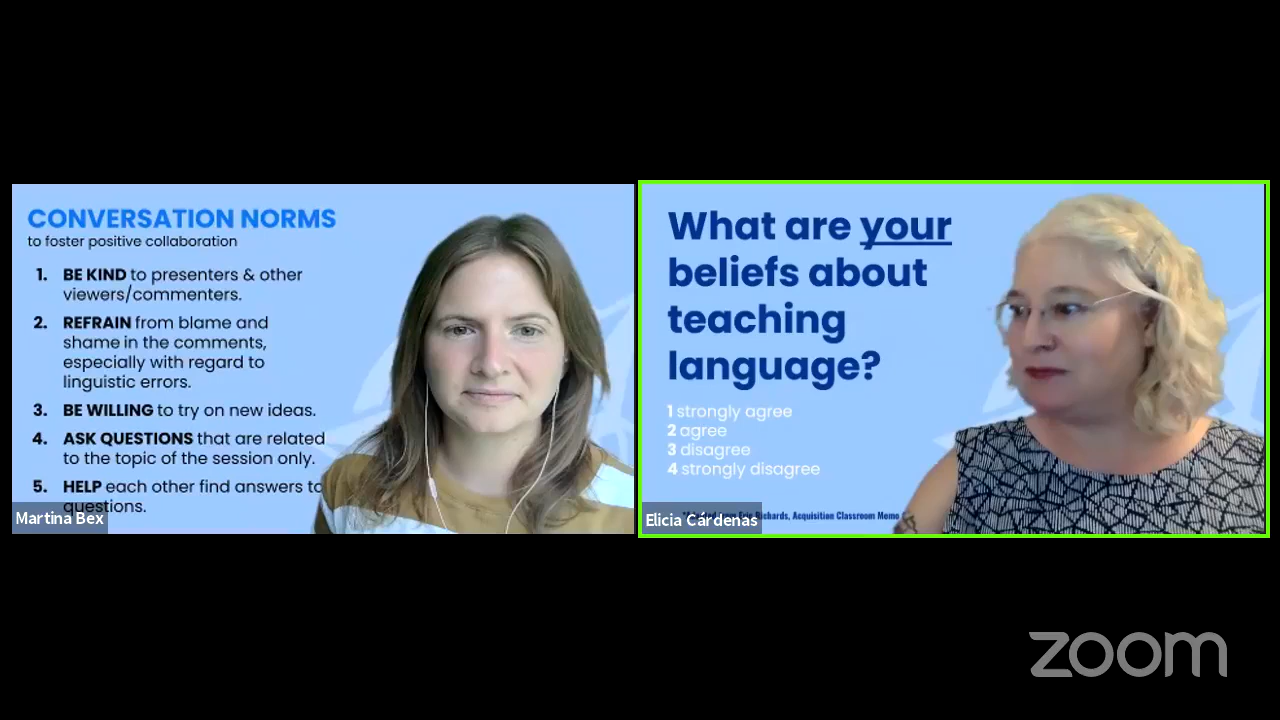 CONVERSATION NORMS
to foster positive collaboration
1. BE KIND to presenters & other
viewers/commenters.
2. REFRAIN from blame and
shame in the comments,
especially with regard to
linguistic errors.
3. BE WILLING to try on new ideas.
4. ASK QUESTIONS that are related
to the topic of the session only.
5. HELP each other find answers to
questions.
Martina Bex
What are your
beliefs about
teaching
language?
1 strongly agree
2 agree
3 disagree
4 strongly disagree
Richards, Acquisition Classroom Memo
Elicia Cárdenas
zoom